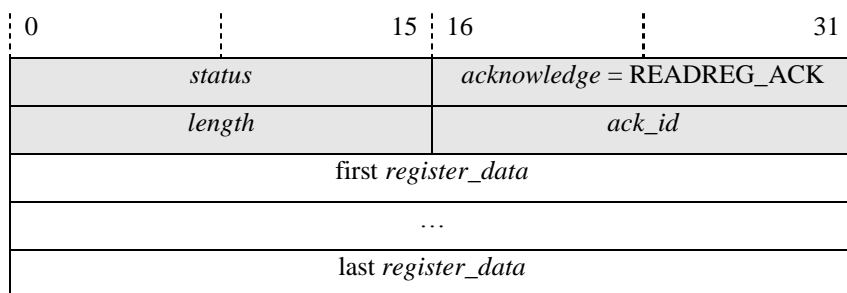 0 15 16 31
status acknowledge = READREG_ACK
length ack_id
first register_data
…
last register_data